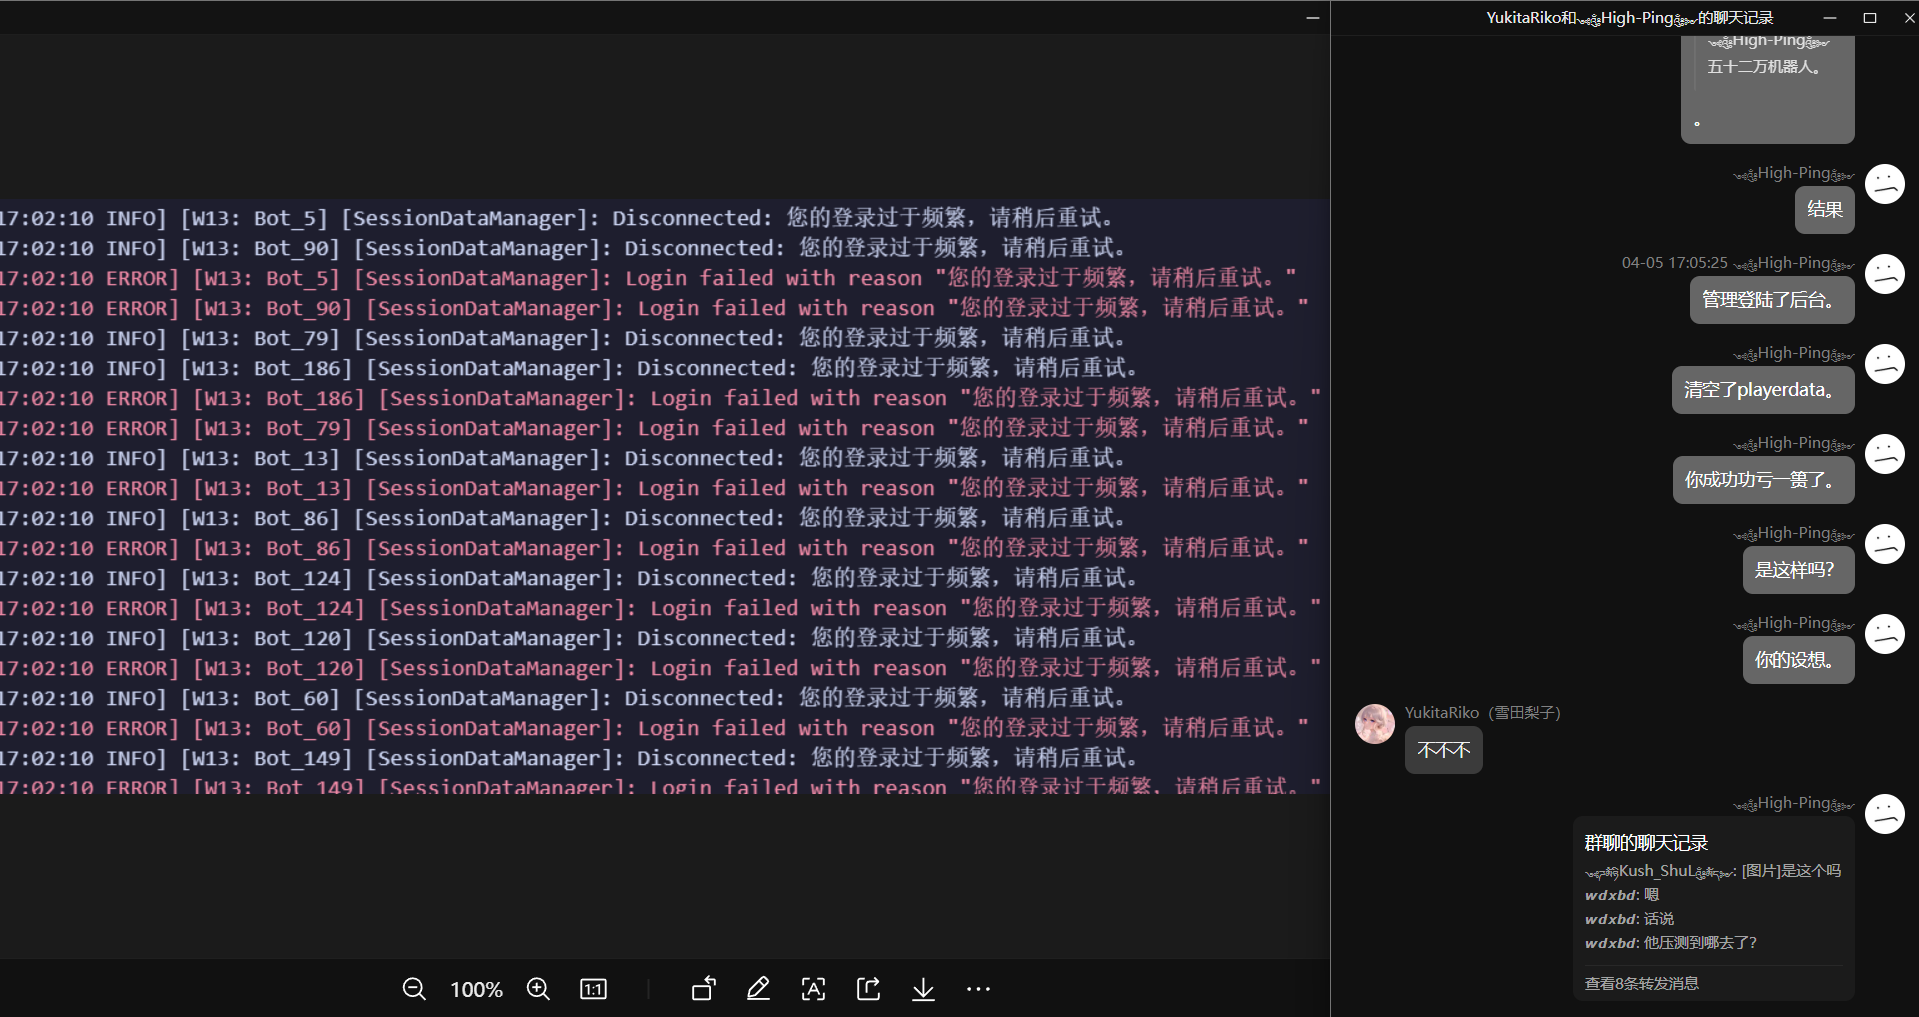 17:02:10 INFO] [W13: Bot_5] [SessionDataManager]: Disconnected: 您的登录过于频繁，请稍后重试。
17:02:10 INFO] [W13: Bot_90] [SessionDataManager]: Disconnected: 您的登录过于频繁，请稍后重试。
17:02:10 ERROR] [W13: Bot_5] [SessionDataManager]: Login failed with reason "您的登录过于频繁，请稍后重试。"
17:02:10 ERROR] [W13: Bot_90] [SessionDataManager]: Login failed with reason "您的登录过于频繁，请稍后重试。"
17:02:10 INFO] [W13: Bot_79] [SessionDataManager]: Disconnected: 您的登录过于频繁，请稍后重试。
17:02:10 INFO] [W13: Bot_186] [SessionDataManager]: Disconnected: 您的登录过于频繁，请稍后重试。
17:02:10 ERROR] [W13: Bot_186] [SessionDataManager]: Login failed with reason "您的登录过于频繁，请稍后重试。"
17:02:10 ERROR] [W13: Bot_79] [SessionDataManager]: Login failed with reason "您的登录过于频繁，请稍后重试。"
17:02:10 INFO] [W13: Bot_13] [SessionDataManager]: Disconnected: 您的登录过于频繁，请稍后重试。
17:02:10 ERROR] [W13: Bot_13] [SessionDataManager]: Login failed with reason "您的登录过于频繁，请稍后重试。"
17:02:10 INFO] [W13: Bot_86] [SessionDataManager]: Disconnected: 您的登录过于频繁，请稍后重试。
17:02:10 ERROR] [W13: Bot_86] [SessionDataManager]: Login failed with reason "您的登录过于频繁，请稍后重试。"
17:02:10 INFO] [W13: Bot_124] [SessionDataManager]: Disconnected: 您的登录过于频繁，请稍后重试。
17:02:10 ERROR] [W13: Bot_124] [SessionDataManager]: Login failed with reason "您的登录过于频繁，请稍后重试。"
17:02:10 INFO] [W13: Bot_120] [SessionDataManager]: Disconnected: 您的登录过于频繁，请稍后重试。
17:02:10 ERROR] [W13: Bot_120] [SessionDataManager]: Login failed with reason "您的登录过于频繁，请稍后重试。"
17:02:10 INFO] [W13: Bot_60] [SessionDataManager]: Disconnected: 您的登录过于频繁，请稍后重试。
17:02:10 ERROR] [W13: Bot_60] [SessionDataManager]: Login failed with reason "您的登录过于频繁，请稍后重试。"
17:02:10 INFO] [W13: Bot_149] [SessionDataManager]: Disconnected: 您的登录过于频繁，请稍后重试。
17:02:10 ERROR] [W13: Bot_149] [SessionDataManager]: Login failed with reason "您的登录过于频繁，请稍后重试。"
100%
1:1
YukitaRiko和High-Ping的聊天记录
High-Ping
五十二万机器人。
。
High-Ping
结果
04-05 17:05:25 High-Ping
管理登陆了后台。
High-Ping
清空了playerdata。
High-Ping
你成功功亏一篑了。
High-Ping
是这样吗？
High-Ping
你的设想。
YukitaRiko（雪田梨子）
不不不
High-Ping
群聊的聊天记录
Kush_ShuL: [图片]是这个吗
wdxbd: 嗯
wdxbd: 话说
wdxbd: 他压测到哪去了？
查看8条转发消息